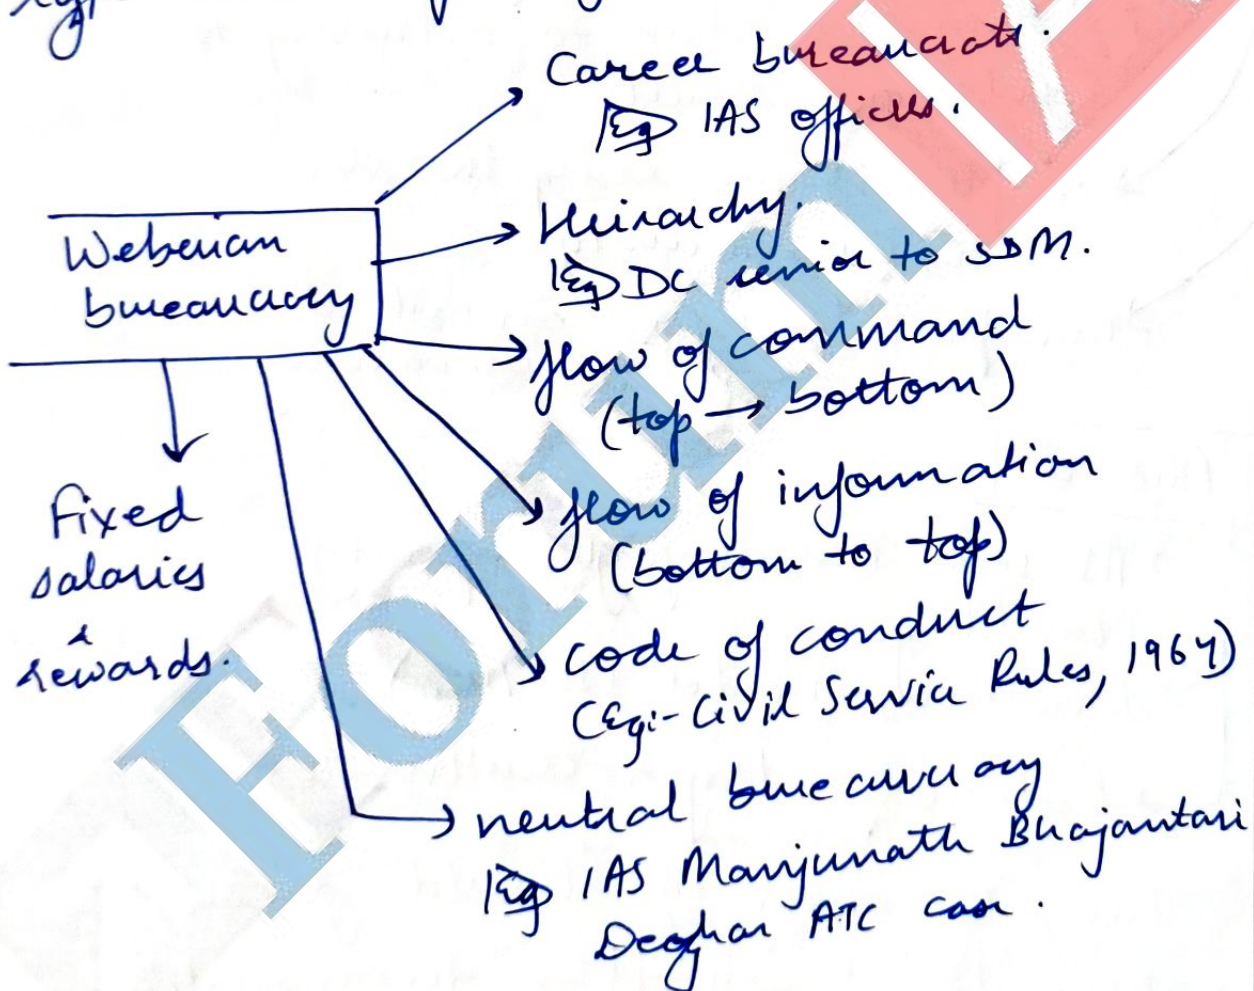 Career bureaucrats.
Eg IAS officers.
Weberian
bureaucracy
Heirarchy.
Eg DC senior to SDM.
flow of command
(top → bottom)
flow of information
(bottom to top)
Fixed
salaries
&
rewards.
code of conduct
(Eg:- Civil Service Rules, 1964)
neutral bureaucracy
Eg IAS Manjunath Bhajantari
Deoghar ATC case.
Forum IA